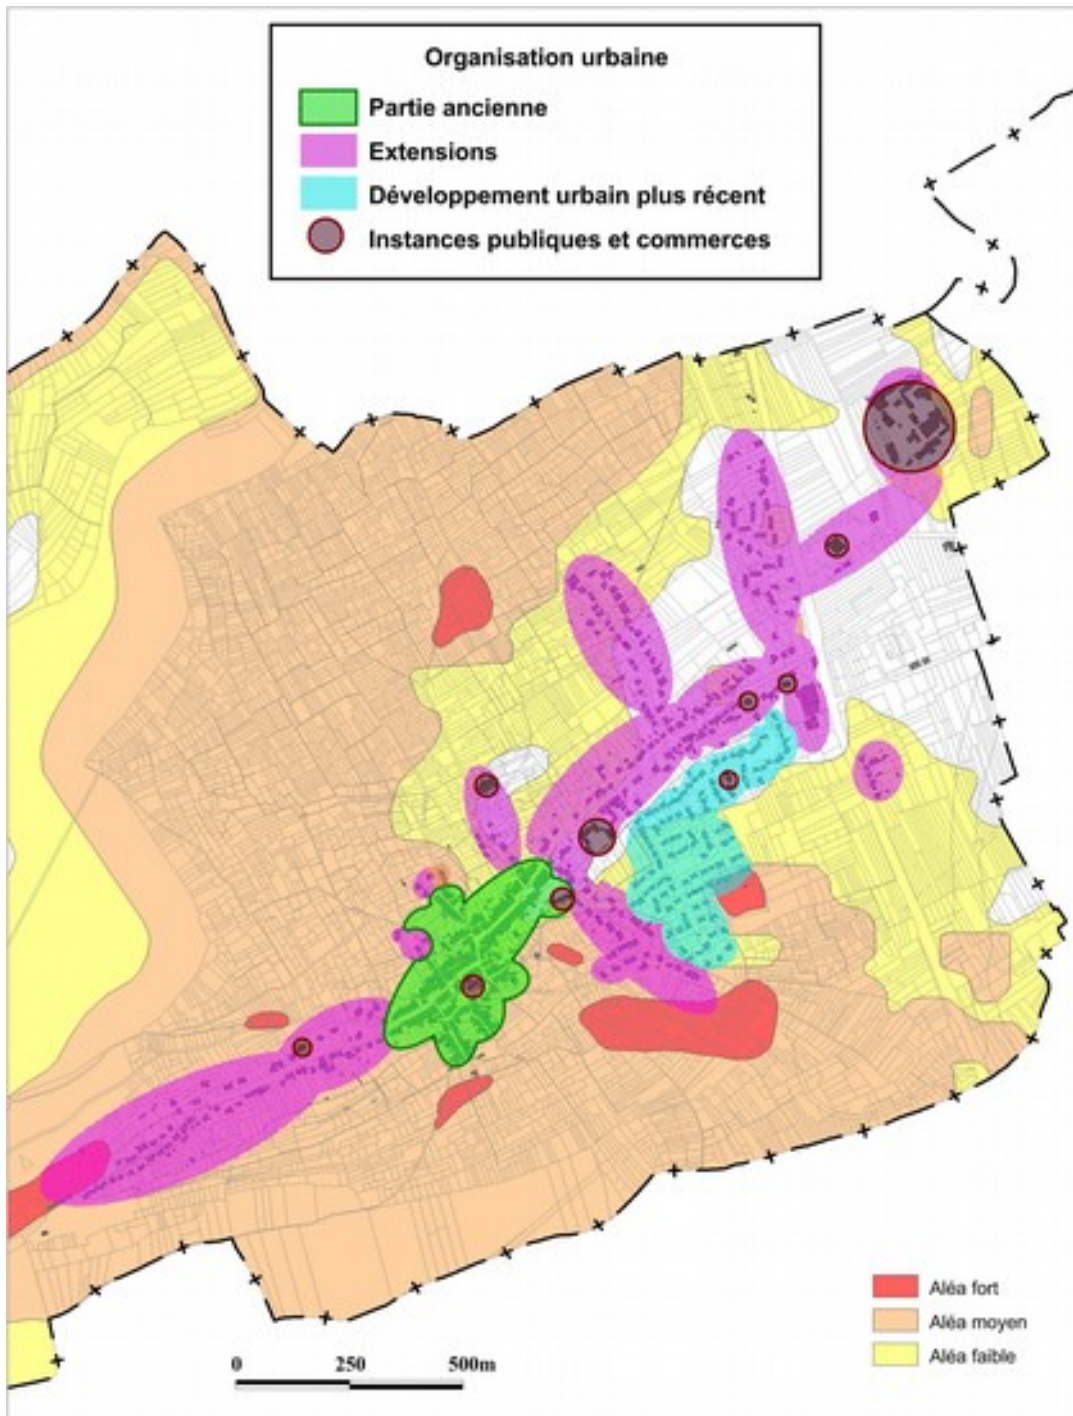 Organisation urbaine
Partie ancienne
Extensions
Développement urbain plus récent
Instances publiques et commerces
Aléa fort
Aléa moyen
Aléa faible
0 250 500m